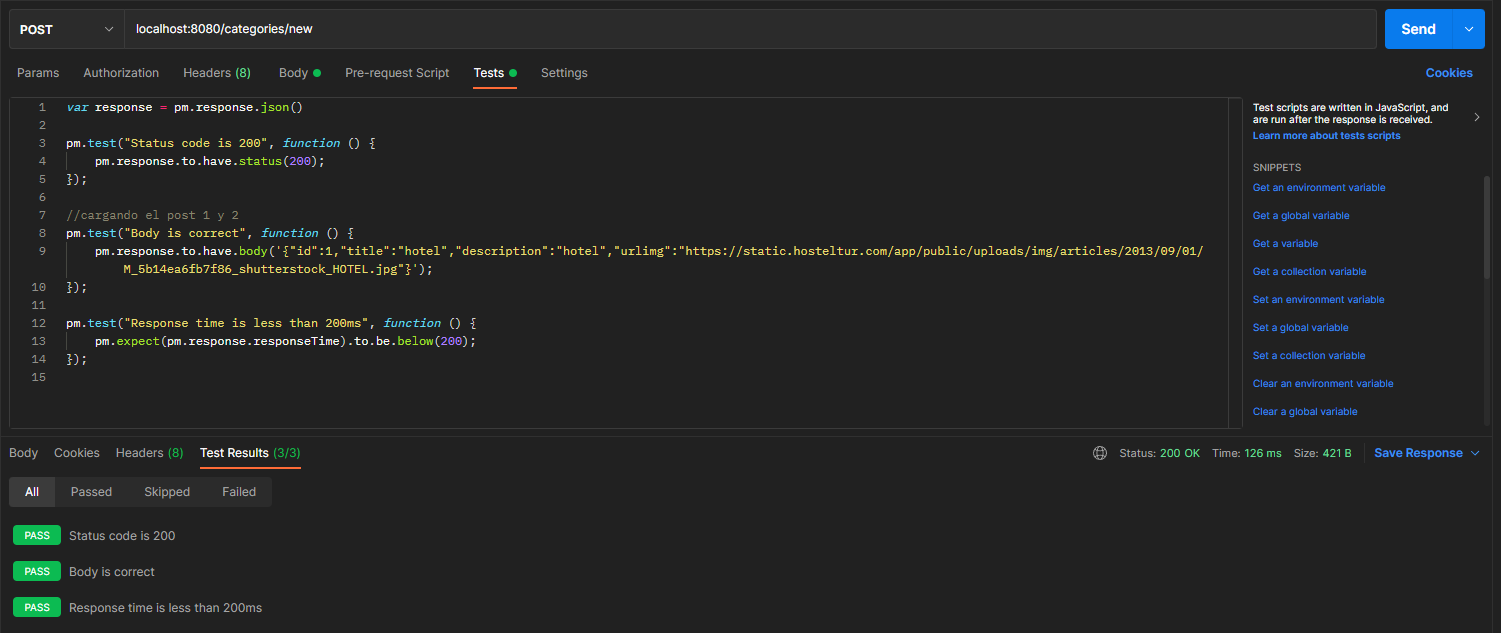 POST localhost:8080/categories/new Send
Params Authorization Headers (8) Body Pre-request Script Tests Settings Cookies
1 var response = pm.response.json()
2
3 pm.test("Status code is 200", function () {
4 pm.response.to.have.status(200);
5 });
6
7 //cargando el post 1 y 2
8 pm.test("Body is correct", function () {
9 pm.response.to.have.body('{"id":1,"title":"hotel","description":"hotel","urlimg":"https://static.hosteltur.com/app/public/uploads/img/articles/2013/09/01/
M_5b14ea6fb7f86_shutterstock_HOTEL.jpg"}');
10 });
11
12 pm.test("Response time is less than 200ms", function () {
13 pm.expect(pm.response.responseTime).to.be.below(200);
14 });
15
Test scripts are written in JavaScript, and
are run after the response is received.
Learn more about tests scripts
SNIPPETS
Get an environment variable
Get a global variable
Get a variable
Get a collection variable
Set an environment variable
Set a global variable
Set a collection variable
Clear an environment variable
Clear a global variable
Body Cookies Headers (8) Test Results (3/3) Status: 200 OK Time: 126 ms Size: 421 B Save Response
All Passed Skipped Failed
PASS Status code is 200
PASS Body is correct
PASS Response time is less than 200ms